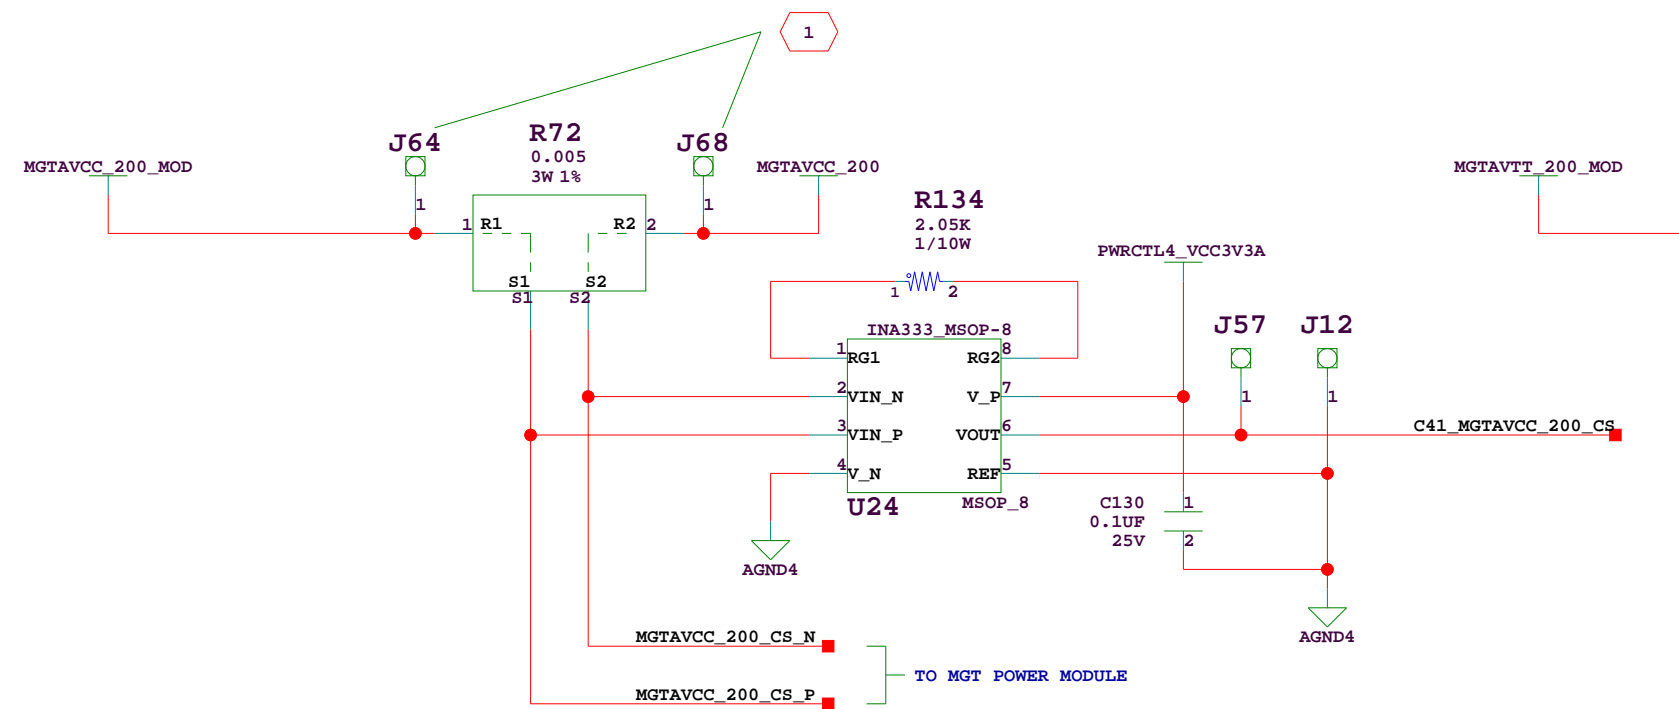 1
J64
R72
0.005
3W 1%
J68
MGTAVCC_200_MOD
MGTAVCC_200
MGTAVTT_200_MOD
1
1
1
R1
R2
2
S1
S2
S1
S2
R134
2.05K
1/10W
1
2
PWRCTL4_VCC3V3A
INA333_MSOP-8
J57
J12
1
RG1
RG2
8
2
VIN_N
V_P
7
1
1
3
VIN_P
VOUT
6
C41_MGTAVCC_200_CS
4
V_N
REF
5
U24
MSOP_8
C130
0.1UF
25V
1
2
AGND4
AGND4
MGTAVCC_200_CS_N
TO MGT POWER MODULE
MGTAVCC_200_CS_P